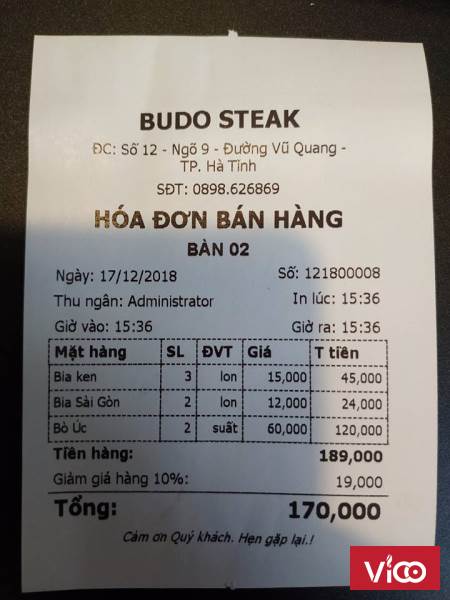 BUDO STEAK
ĐC: Số 12 - Ngõ 9 - Đường Vũ Quang -
TP. Hà Tĩnh
SĐT: 0898.626869
HÓA ĐƠN BÁN HÀNG
BÀN 02
Ngày: 17/12/2018 Số: 121800008
Thu ngân: Administrator In lúc: 15:36
Giờ vào: 15:36 Giờ ra: 15:36
Mặt hàng SL ĐVT Giá T tiền
Bia ken 3 lon 15,000 45,000
Bia Sài Gòn 2 lon 12,000 24,000
Bò Úc 2 suất 60,000 120,000
Tiền hàng: 189,000
Giảm giá hàng 10%: 19,000
Tổng: 170,000
Cảm ơn Quý khách. Hẹn gặp lại.!
Vico